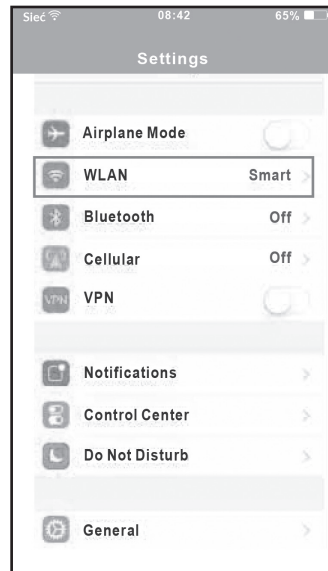 Sieć 08:42 65%
Settings
Airplane Mode
WLAN Smart
Bluetooth Off
Cellular Off
VPN VPN
Notifications
Control Center
Do Not Disturb
General